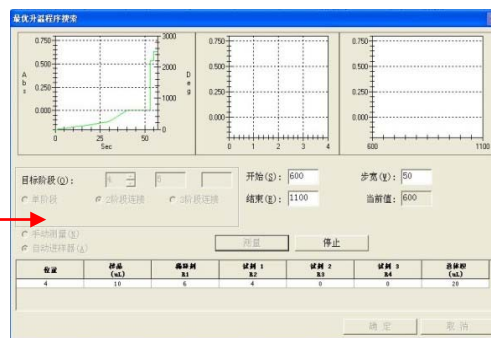 最优升温程序搜索
0.750 3000 0.750 0.750
0.500 0.500 0.500
2000
A
b
s
D
e
g
0.250 0.250 0.250
1000
0.000 0.000 0.000
0
0 25 50 0 1 2 3 4 600 1100
Sec
目标阶段(O): 开始(S): 600 步宽(V): 50
单阶段 2阶段连接 3阶段连接 结束(E): 1100 当前值: 600
手动测量(N)
自动进样器(A)
测量 停止
位置 样品 稀释剂 试剂 1 试剂 2 试剂 3 总体积
(uL) R1 R2 R3 R4 (uL)
4 10 6 4 0 0 20
确定 取消